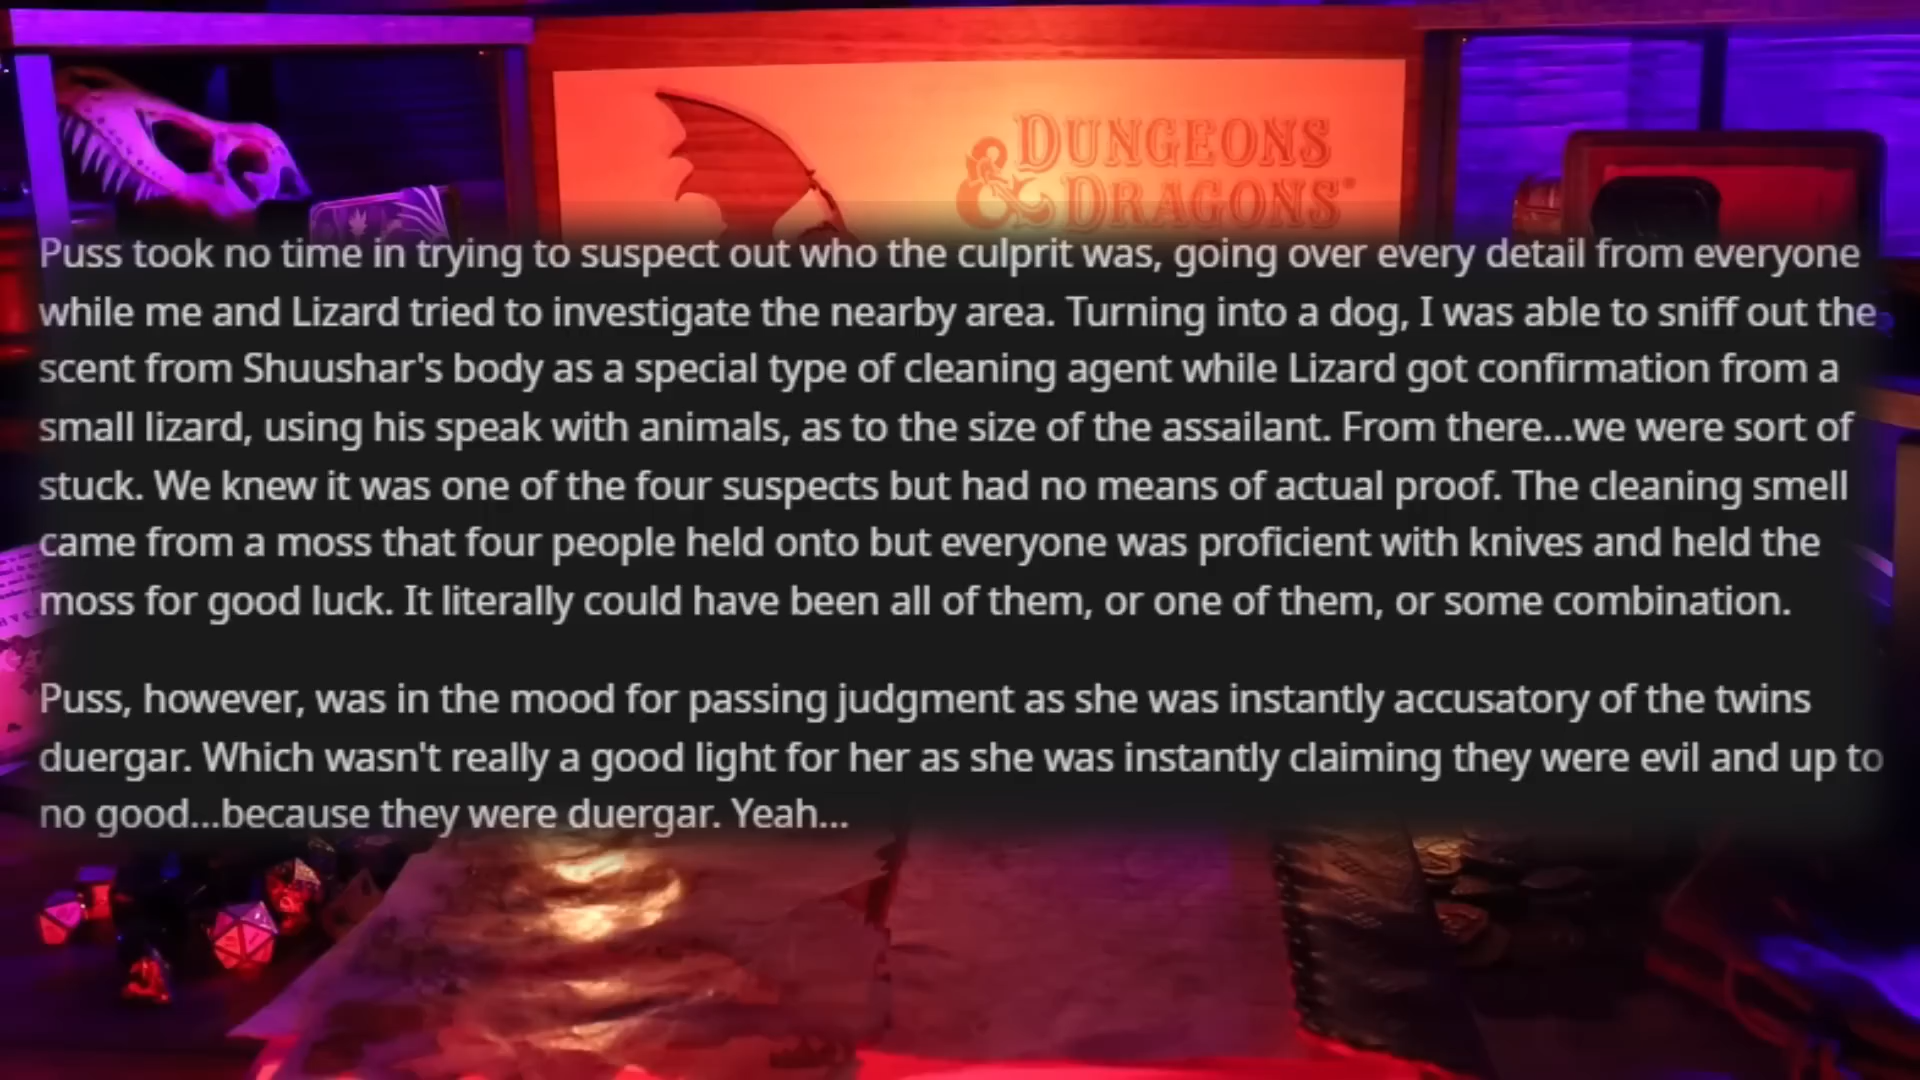 DUNGEONS
& DRAGONS
Puss took no time in trying to suspect out who the culprit was, going over every detail from everyone
while me and Lizard tried to investigate the nearby area. Turning into a dog, I was able to sniff out the
scent from Shuushar's body as a special type of cleaning agent while Lizard got confirmation from a
small lizard, using his speak with animals, as to the size of the assailant. From there...we were sort of
stuck. We knew it was one of the four suspects but had no means of actual proof. The cleaning smell
came from a moss that four people held onto but everyone was proficient with knives and held the
moss for good luck. It literally could have been all of them, or one of them, or some combination.
Puss, however, was in the mood for passing judgment as she was instantly accusatory of the twins
duergar. Which wasn't really a good light for her as she was instantly claiming they were evil and up to
no good...because they were duergar. Yeah...